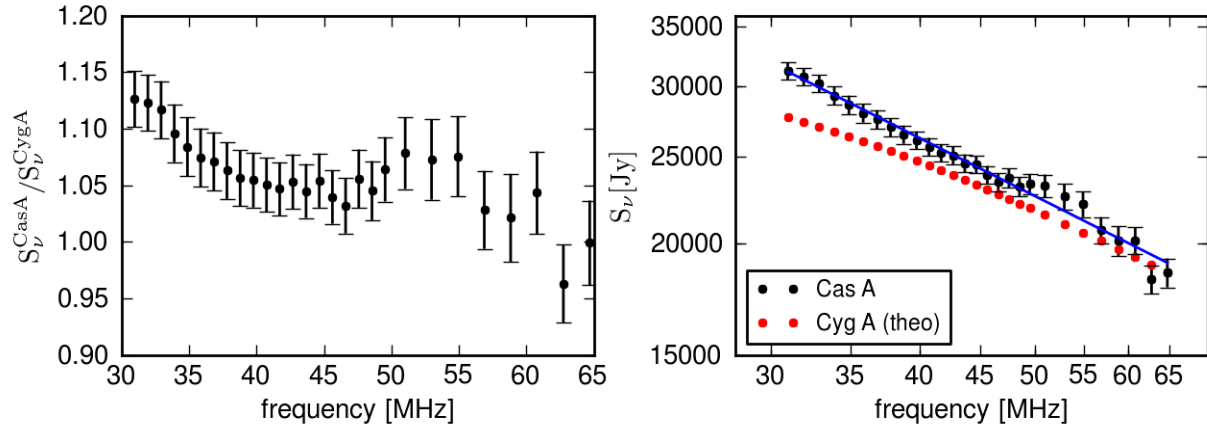 1.20
1.15
1.10
1.05
1.00
0.95
0.90
S_ν^CasA /S_ν^CygA
30 35 40 45 50 55 60 65
frequency [MHz]
35000
30000
25000
20000
15000
S_ν [Jy]
Cas A
Cyg A (theo)
30 35 40 45 50 55 60 65
frequency [MHz]